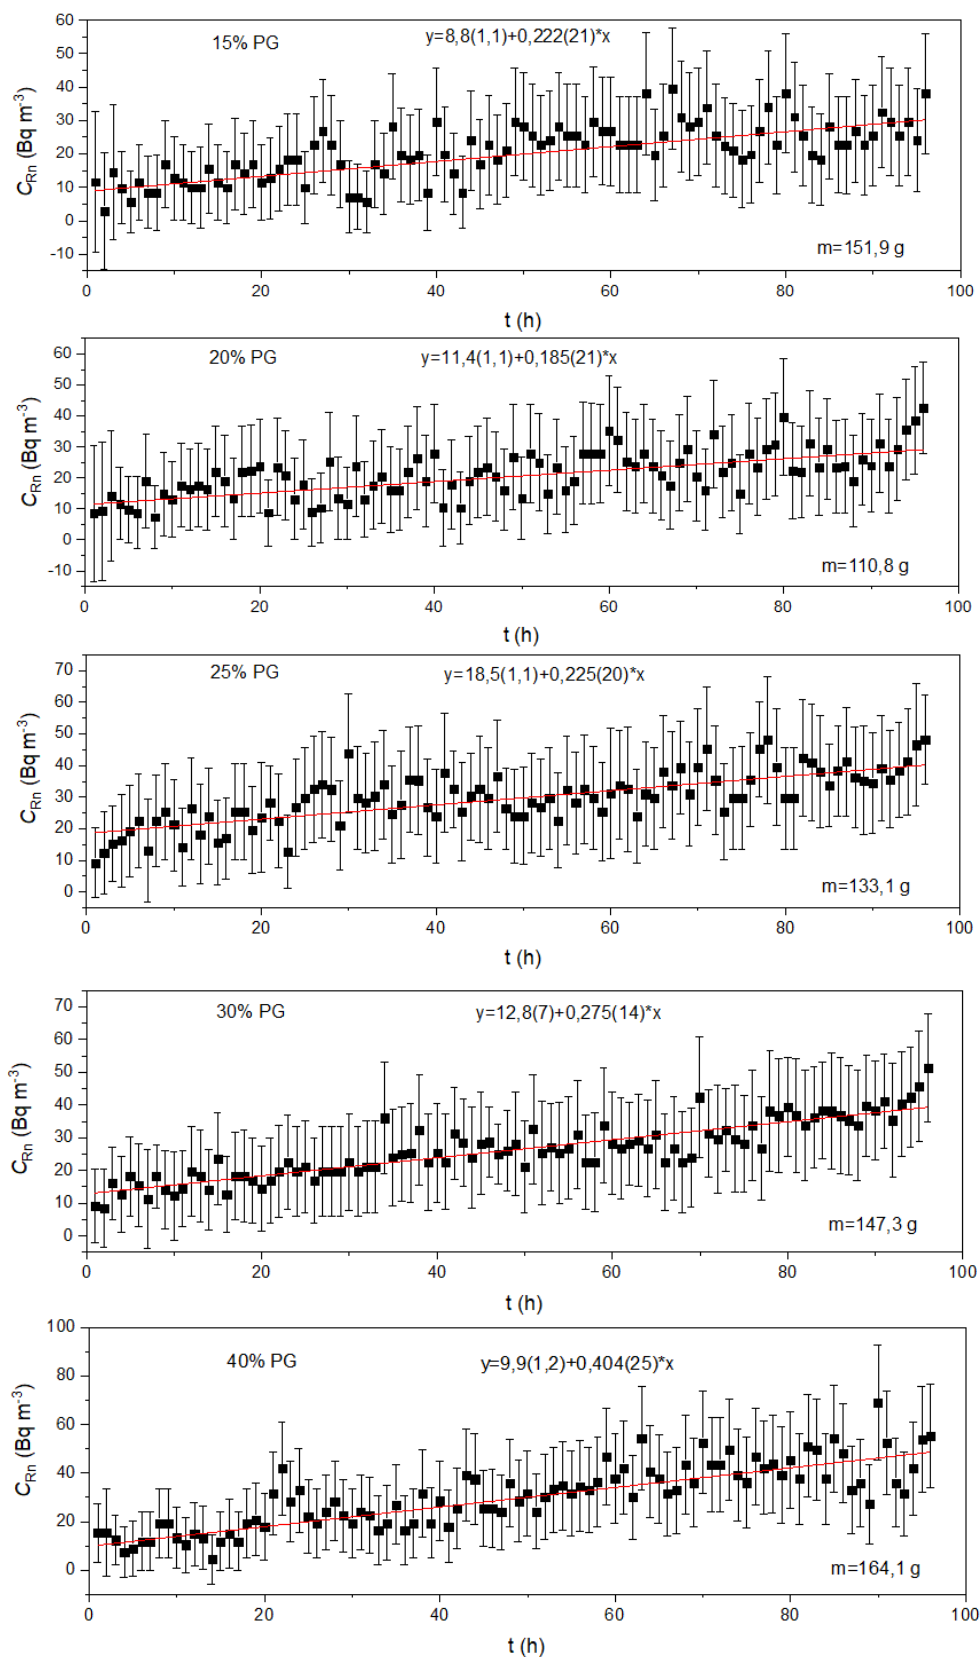 15% PG
y=8,8(1,1)+0,222(21)*x
60
50
40
30
20
10
0
-10
C_Rn (Bq m⁻³)
m=151,9 g
0 20 40 60 80 100
t (h)
20% PG
y=11,4(1,1)+0,185(21)*x
60
50
40
30
20
10
0
-10
C_Rn (Bq m⁻³)
m=110,8 g
0 20 40 60 80 100
t (h)
25% PG
y=18,5(1,1)+0,225(20)*x
70
60
50
40
30
20
10
0
C_Rn (Bq m⁻³)
m=133,1 g
0 20 40 60 80 100
t (h)
30% PG
y=12,8(7)+0,275(14)*x
70
60
50
40
30
20
10
0
C_Rn (Bq m⁻³)
m=147,3 g
0 20 40 60 80 100
t (h)
40% PG
y=9,9(1,2)+0,404(25)*x
100
80
60
40
20
0
C_Rn (Bq m⁻³)
m=164,1 g
0 20 40 60 80 100
t (h)